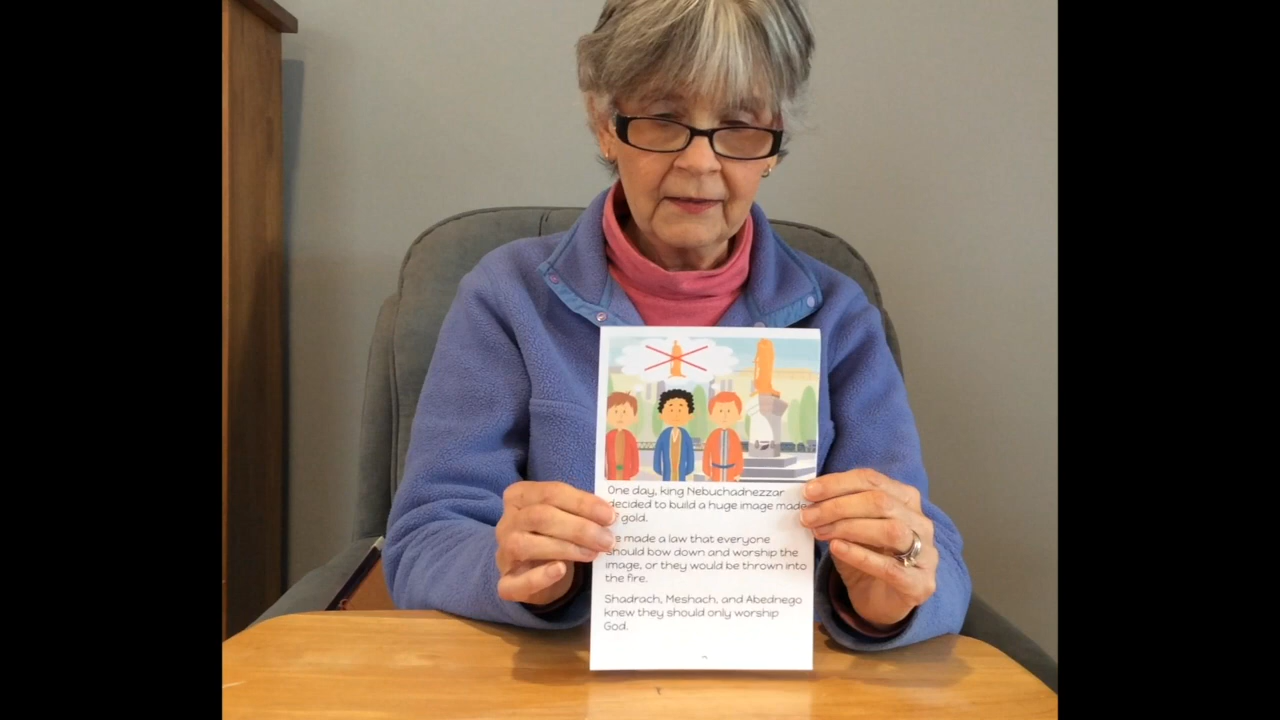 One day, king Nebuchadnezzar
decided to build a huge image made
gold.
made a law that everyone
should bow down and worship the
image, or they would be thrown into
the fire.
Shadrach, Meshach, and Abednego
knew they should only worship
God.